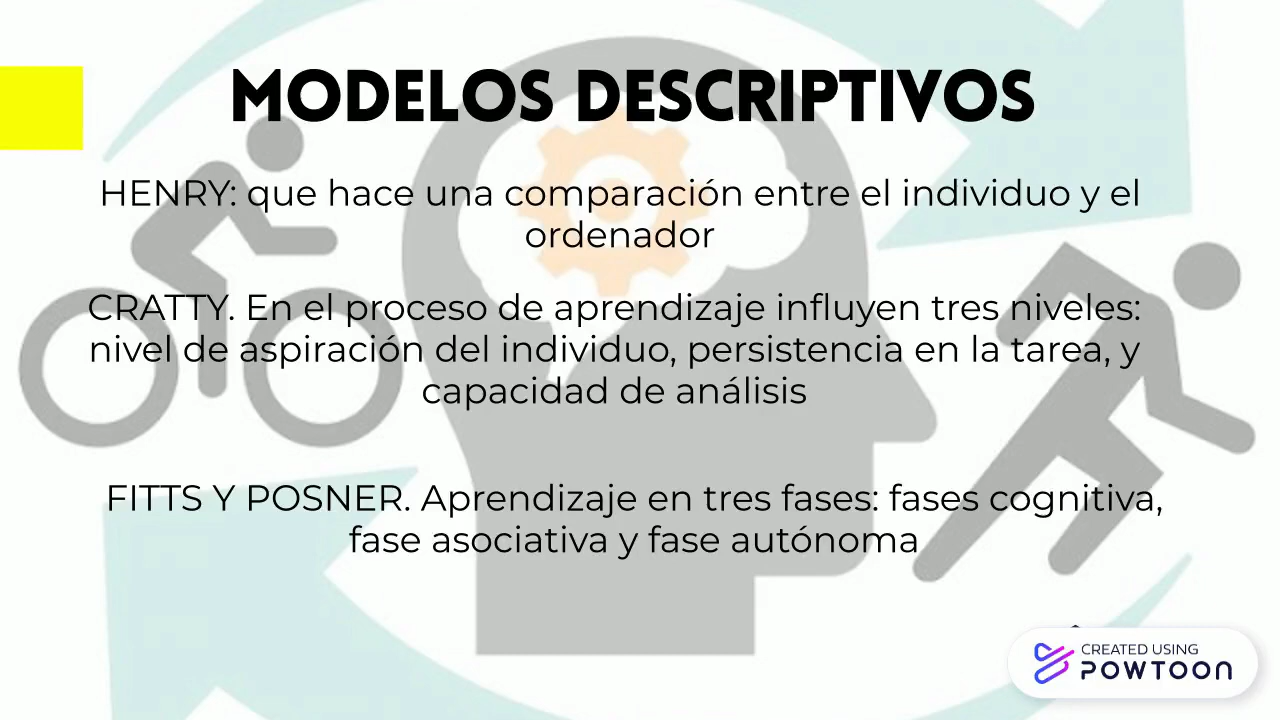 MODELOS DESCRIPTIVOS
HENRY: que hace una comparación entre el individuo y el
ordenador
CRATTY. En el proceso de aprendizaje influyen tres niveles:
nivel de aspiración del individuo, persistencia en la tarea, y
capacidad de análisis
FITTS Y POSNER. Aprendizaje en tres fases: fases cognitiva,
fase asociativa y fase autónoma
CREATED USING
POWTOON